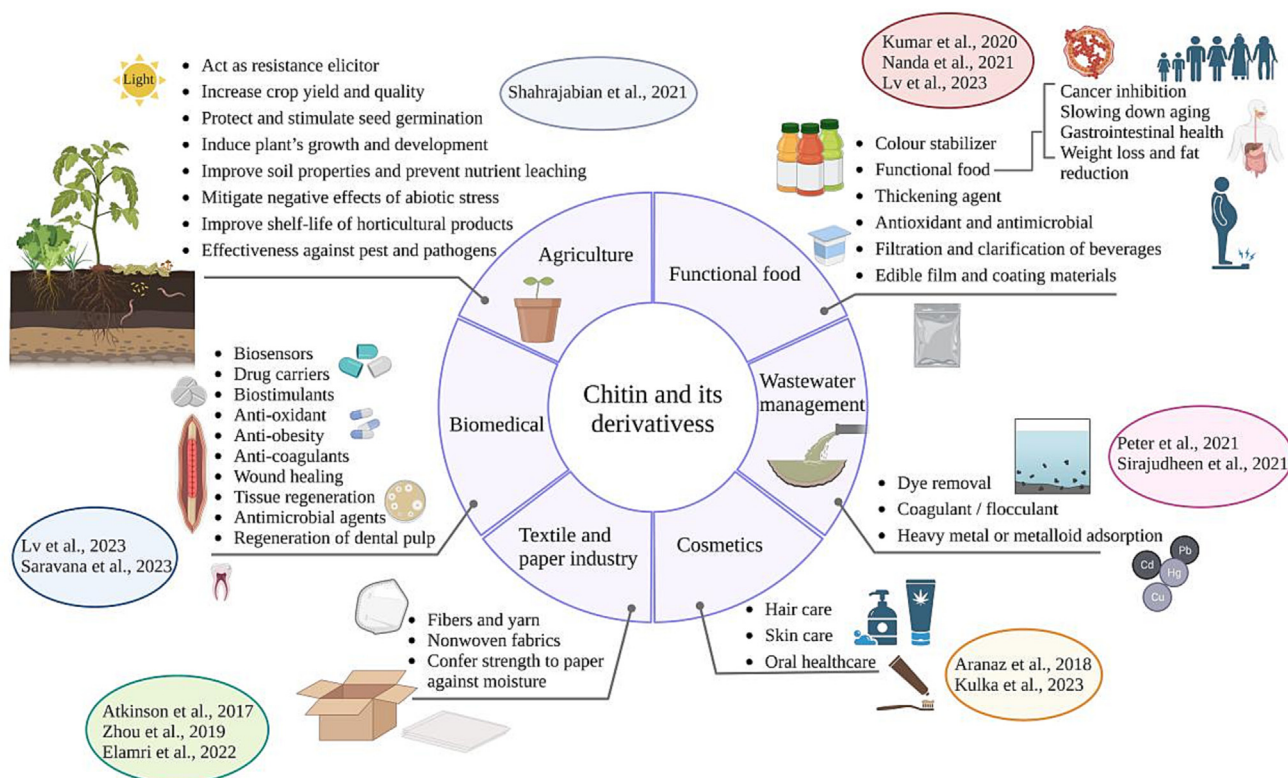 Light
Act as resistance elicitor
Increase crop yield and quality
Protect and stimulate seed germination
Induce plant's growth and development
Improve soil properties and prevent nutrient leaching
Mitigate negative effects of abiotic stress
Improve shelf-life of horticultural products
Effectiveness against pest and pathogens
Shahrajabian et al., 2021
Kumar et al., 2020
Nanda et al., 2021
Lv et al., 2023
Cancer inhibition
Slowing down aging
Gastrointestinal health
Weight loss and fat
reduction
Colour stabilizer
Functional food
Thickening agent
Antioxidant and antimicrobial
Filtration and clarification of beverages
Edible film and coating materials
Agriculture
Functional food
Biomedical
Chitin and its
derivativess
Wastewater
management
Textile and
paper industry
Cosmetics
Biosensors
Drug carriers
Biostimulants
Anti-oxidant
Anti-obesity
Anti-coagulants
Wound healing
Tissue regeneration
Antimicrobial agents
Regeneration of dental pulp
Lv et al., 2023
Saravana et al., 2023
Peter et al., 2021
Sirajudheen et al., 2021
Dye removal
Coagulant / flocculant
Heavy metal or metalloid adsorption
Cd
Pb
Hg
Cu
Fibers and yarn
Nonwoven fabrics
Confer strength to paper
against moisture
Atkinson et al., 2017
Zhou et al., 2019
Elamri et al., 2022
Hair care
Skin care
Oral healthcare
Aranaz et al., 2018
Kulka et al., 2023